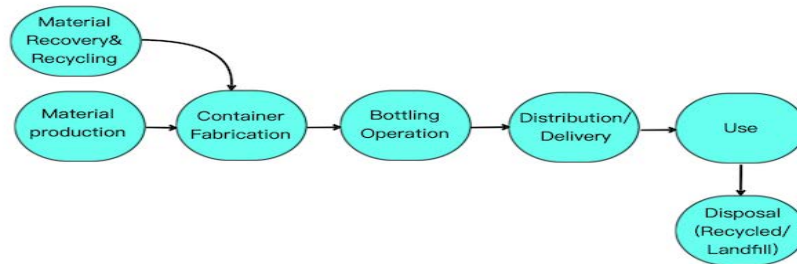 Material
Recovery&
Recycling
Material
production
Container
Fabrication
Bottling
Operation
Distribution/
Delivery
Use
Disposal
(Recycled/
Landfill)